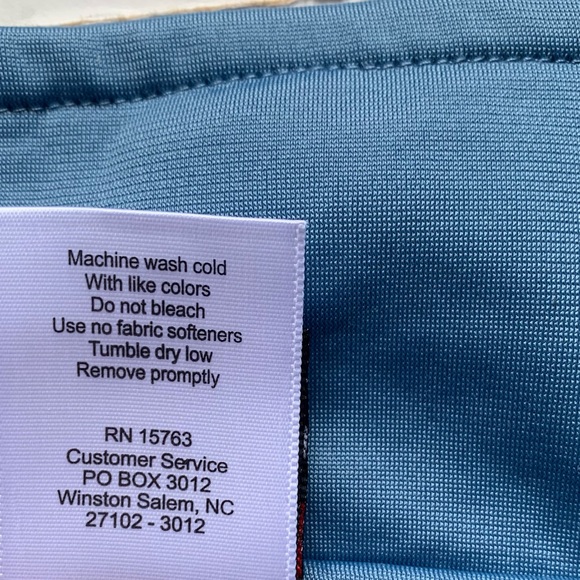 Machine wash cold
With like colors
Do not bleach
Use no fabric softeners
Tumble dry low
Remove promptly
RN 15763
Customer Service
PO BOX 3012
Winston Salem, NC
27102 - 3012